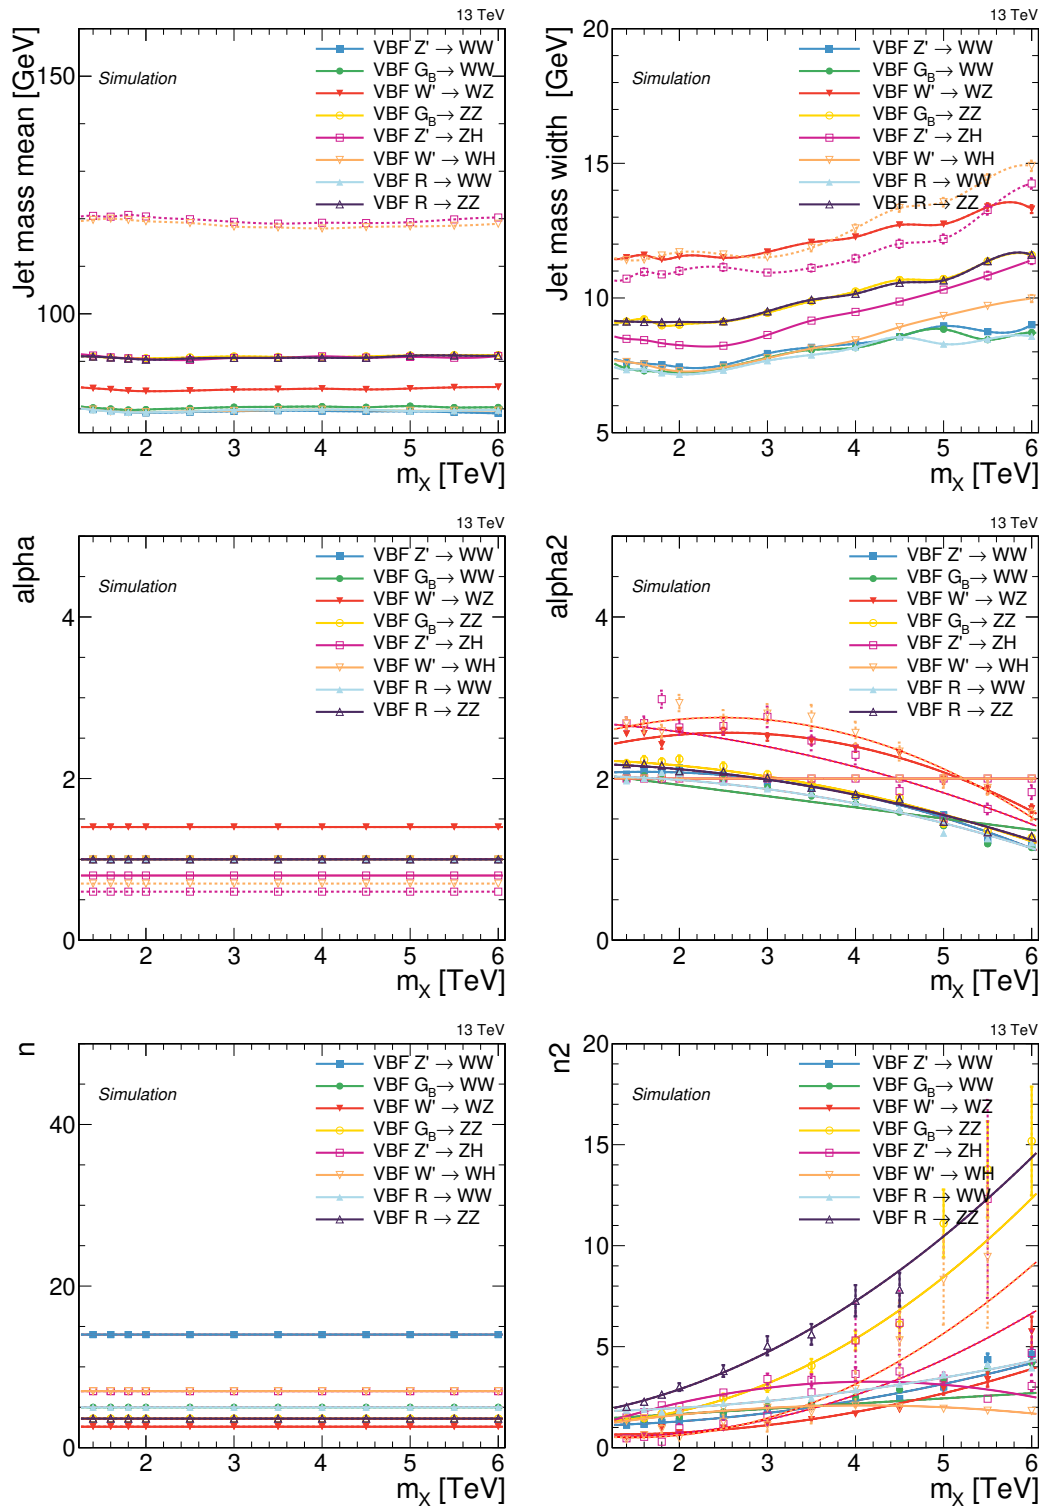 13 TeV
Jet mass mean [GeV]
Simulation
VBF Z' → WW
VBF G_B → WW
VBF W' → WZ
VBF G_B → ZZ
VBF Z' → ZH
VBF W' → WH
VBF R → WW
VBF R → ZZ
150
100
2 3 4 5 6
m_X [TeV]
13 TeV
Jet mass width [GeV]
Simulation
VBF Z' → WW
VBF G_B → WW
VBF W' → WZ
VBF G_B → ZZ
VBF Z' → ZH
VBF W' → WH
VBF R → WW
VBF R → ZZ
20
15
10
5
2 3 4 5 6
m_X [TeV]
13 TeV
alpha
Simulation
VBF Z' → WW
VBF G_B → WW
VBF W' → WZ
VBF G_B → ZZ
VBF Z' → ZH
VBF W' → WH
VBF R → WW
VBF R → ZZ
4
2
0
2 3 4 5 6
m_X [TeV]
13 TeV
alpha2
Simulation
VBF Z' → WW
VBF G_B → WW
VBF W' → WZ
VBF G_B → ZZ
VBF Z' → ZH
VBF W' → WH
VBF R → WW
VBF R → ZZ
4
2
0
2 3 4 5 6
m_X [TeV]
13 TeV
n
Simulation
VBF Z' → WW
VBF G_B → WW
VBF W' → WZ
VBF G_B → ZZ
VBF Z' → ZH
VBF W' → WH
VBF R → WW
VBF R → ZZ
40
20
0
2 3 4 5 6
m_X [TeV]
13 TeV
n2
Simulation
VBF Z' → WW
VBF G_B → WW
VBF W' → WZ
VBF G_B → ZZ
VBF Z' → ZH
VBF W' → WH
VBF R → WW
VBF R → ZZ
20
15
10
5
0
2 3 4 5 6
m_X [TeV]